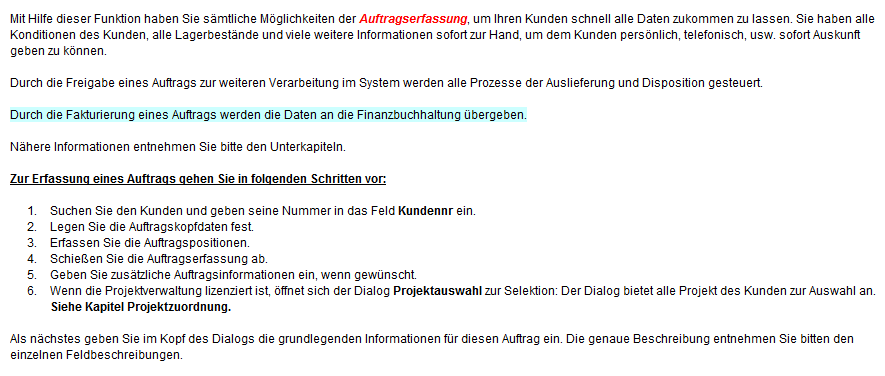 Mit Hilfe dieser Funktion haben Sie sämtliche Möglichkeiten der Auftragserfassung, um Ihren Kunden schnell alle Daten zukommen zu lassen. Sie haben alle
Konditionen des Kunden, alle Lagerbestände und viele weitere Informationen sofort zur Hand, um dem Kunden persönlich, telefonisch, usw. sofort Auskunft
geben zu können.
Durch die Freigabe eines Auftrags zur weiteren Verarbeitung im System werden alle Prozesse der Auslieferung und Disposition gesteuert.
Durch die Fakturierung eines Auftrags werden die Daten an die Finanzbuchhaltung übergeben.
Nähere Informationen entnehmen Sie bitte den Unterkapiteln.
Zur Erfassung eines Auftrags gehen Sie in folgenden Schritten vor:
1. Suchen Sie den Kunden und geben seine Nummer in das Feld Kundennr ein.
2. Legen Sie die Auftragskopfdaten fest.
3. Erfassen Sie die Auftragspositionen.
4. Schießen Sie die Auftragserfassung ab.
5. Geben Sie zusätzliche Auftragsinformationen ein, wenn gewünscht.
6. Wenn die Projektverwaltung lizenziert ist, öffnet sich der Dialog Projektauswahl zur Selektion: Der Dialog bietet alle Projekt des Kunden zur Auswahl an.
Siehe Kapitel Projektzuordnung.
Als nächstes geben Sie im Kopf des Dialogs die grundlegenden Informationen für diesen Auftrag ein. Die genaue Beschreibung entnehmen Sie bitten den
einzelnen Feldbeschreibungen.